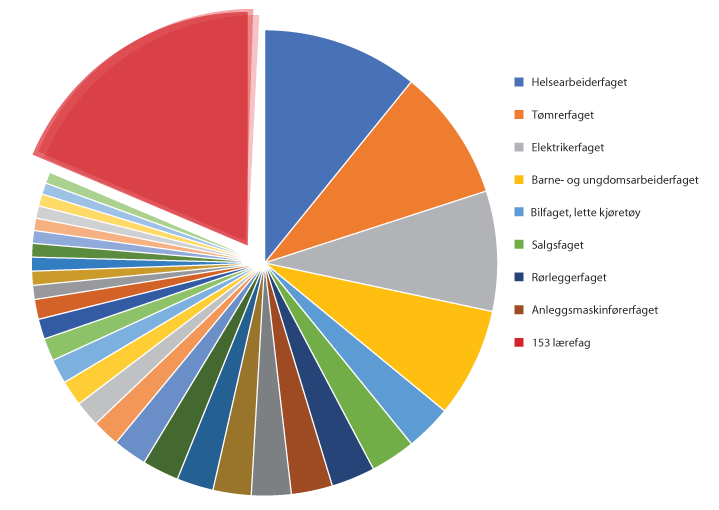 Helsearbeiderfaget
Tømrerfaget
Elektrikerfaget
Barne- og ungdomsarbeiderfaget
Bilfaget, lette kjøretøy
Salgsfaget
Rørleggerfaget
Anleggsmaskinførerfaget
153 lærefag